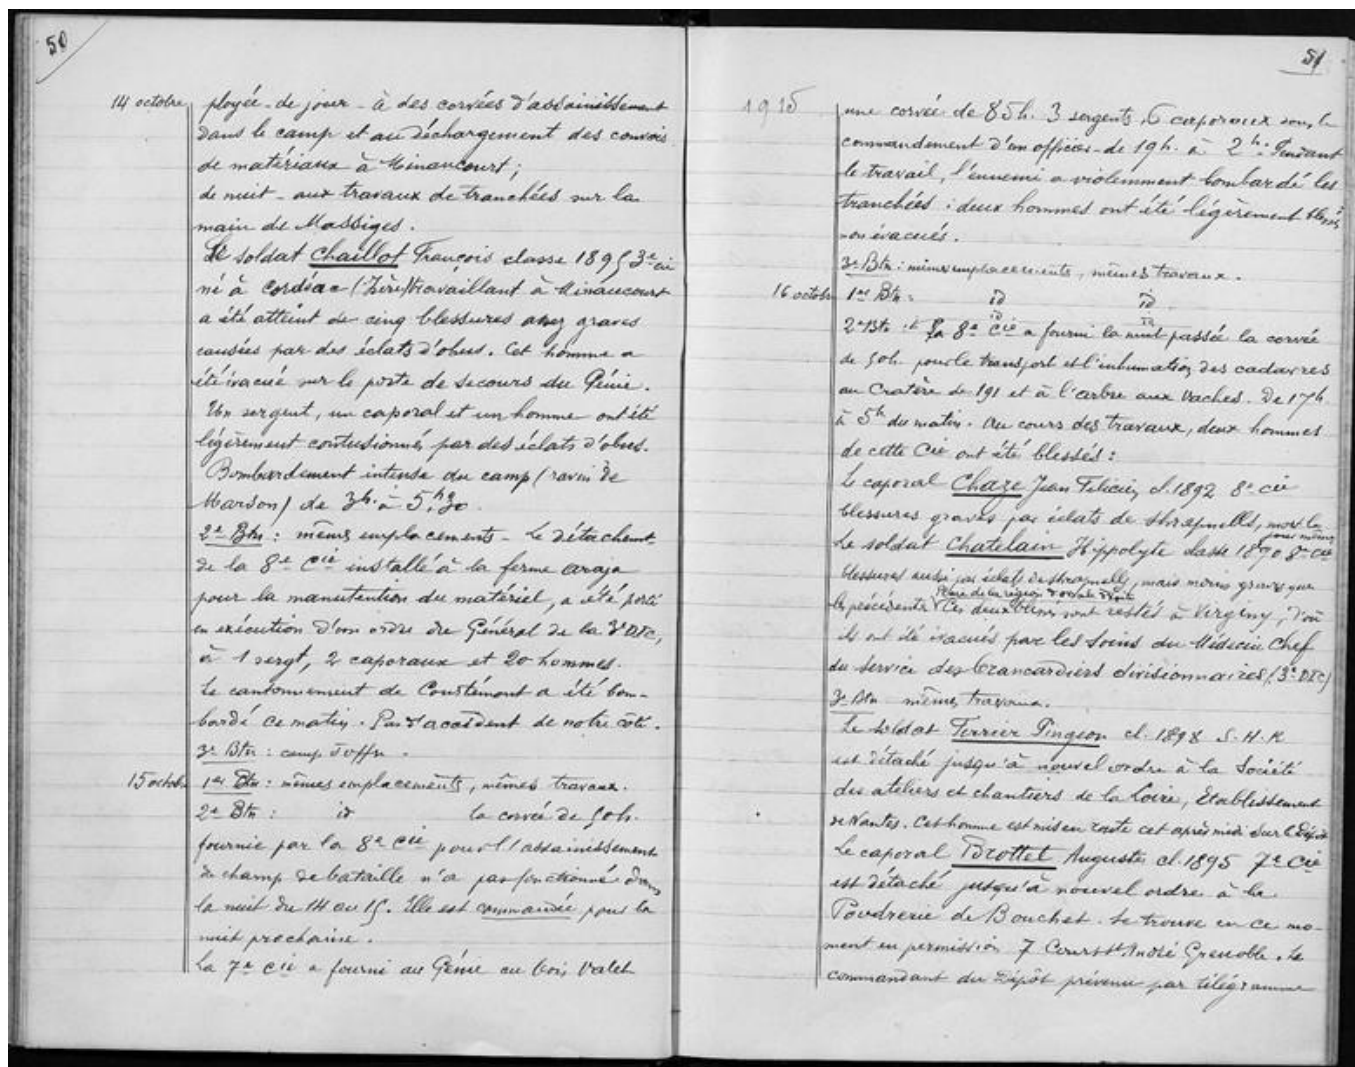 50
14 octobre ployée - de jour - à des corvées d'assainissement
dans le camp et au déchargement des convois
de matériaux à Minaucourt;
de nuit - aux travaux de tranchées sur la
main de Massiges.
Le soldat Chaillot François classe 1895 3e Cie
né à Cordéac (Isère) travaillant à Minaucourt
a été atteint de cinq blessures assez graves
causées par des éclats d'obus. Cet homme a
été évacué sur le poste de secours du Génie.
Un sergent, un caporal et un homme ont été
légèrement contusionnés par des éclats d'obus.
Bombardement intense du camp (ravin de
Marson) de 3h. à 5h30.
2e Btn : mêmes emplacements - Le détachemt
de la 8e Cie installé à la ferme araja
pour la manutention du matériel, a été porté
en exécution d'un ordre du Général de la 3e DIC,
à 1 sergt, 2 caporaux et 20 hommes.
Le cantonnement de Courtémont a été bom-
bardé ce matin. Pas d'accident de notre côté.
3e Btn : camp Joffre.
15 octobre 1er Btn : mêmes emplacements, mêmes travaux.
2e Btn : id la corvée de 50h.
fournie par la 8e Cie pour l'assainissement
du champ de bataille n'a pas fonctionné dans
la nuit du 14 au 15. Elle est commandée pour la
nuit prochaine.
La 7e Cie a fourni au Génie au bois Valet
51
1915 une corvée de 85h. 3 sergents, 6 caporaux sous le
commandement d'un officier - de 19h. à 2h. Pendant
le travail, l'ennemi a violemment bombardé les
tranchées : deux hommes ont été légèrement blessés
non évacués.
3e Btn : mêmes emplacements, mêmes travaux.
16 octobre 1er Btn : id id
2e Btn : id id La 8e Cie a fourni la nuit passée la corvée
de 50h. pour le transport et l'inhumation des cadavres
au Cratère de 191 et à l'arbre aux vaches. De 17h.
à 5h du matin. Au cours des travaux, deux hommes
de cette Cie ont été blessés :
Le caporal Chaze Jean Félicien cl. 1892 8e Cie
blessures graves par éclats de shrapnells, mort le
jour même
Le soldat Chatelain Hippolyte classe 1890 8e Cie
blessures aussi par éclats de shrapnells, mais moins graves que
les précédentes Ces deux blessés sont restés à Virginy, d'où
ils ont été évacués par les soins du Médecin Chef
du service des brancardiers divisionnaires (3e DIC)
3e Btn mêmes travaux.
Le soldat Terrier Pingeon cl. 1898 S.H.R
est détaché jusqu'à nouvel ordre à la Société
des ateliers et chantiers de la Loire, Etablissement
de Nantes. Cet homme est mis en route cet après midi sur le Dépôt
Le caporal Brottet Auguste cl. 1895 7e Cie
est détaché jusqu'à nouvel ordre à la
Poudrerie de Bouchet. Se trouve en ce mo-
ment en permission 7 Cours St André Grenoble. Le
commandant du Dépôt prévenu par télégramme